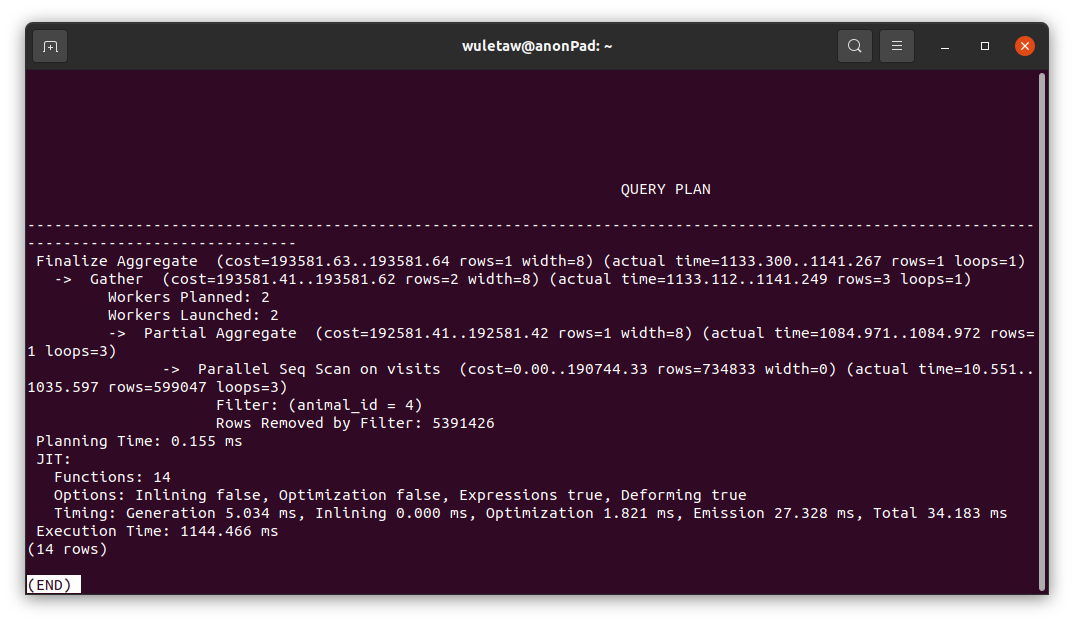 wuletaw@anonPad: ~
QUERY PLAN
----------------------------------------------------------------------------------------------------------------
------------------------------
Finalize Aggregate  (cost=193581.63..193581.64 rows=1 width=8) (actual time=1133.300..1141.267 rows=1 loops=1)
->  Gather  (cost=193581.41..193581.62 rows=2 width=8) (actual time=1133.112..1141.249 rows=3 loops=1)
Workers Planned: 2
Workers Launched: 2
->  Partial Aggregate  (cost=192581.41..192581.42 rows=1 width=8) (actual time=1084.971..1084.972 rows=
1 loops=3)
->  Parallel Seq Scan on visits  (cost=0.00..190744.33 rows=734833 width=0) (actual time=10.551..
1035.597 rows=599047 loops=3)
Filter: (animal_id = 4)
Rows Removed by Filter: 5391426
Planning Time: 0.155 ms
JIT:
Functions: 14
Options: Inlining false, Optimization false, Expressions true, Deforming true
Timing: Generation 5.034 ms, Inlining 0.000 ms, Optimization 1.821 ms, Emission 27.328 ms, Total 34.183 ms
Execution Time: 1144.466 ms
(14 rows)
(END)